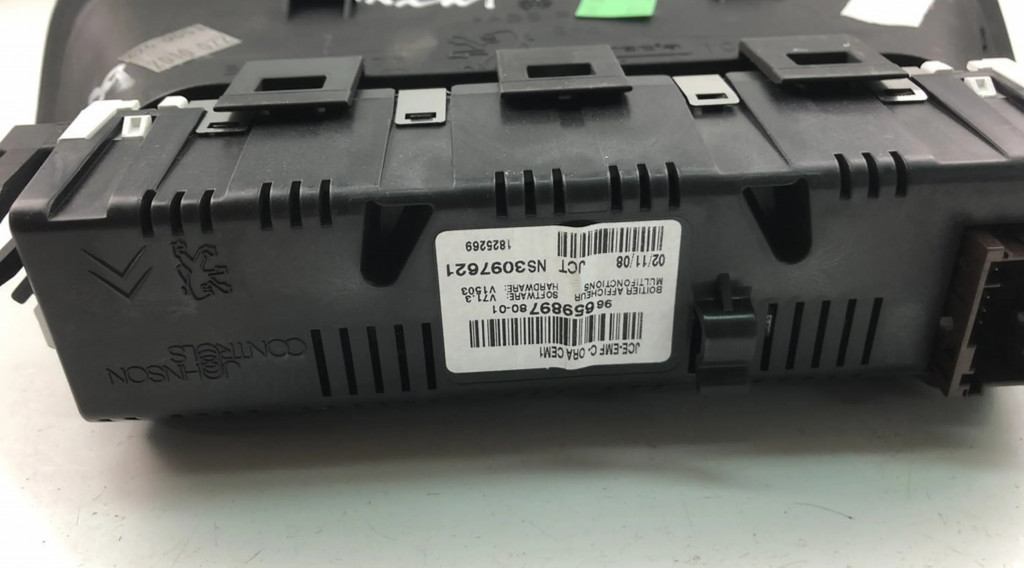 JCE-EMF-C- ORA CEM1
9665989780-01
BOITIER AFFICHEUR SOFTWARE: V71-3
MULTIFONCTIONS HARDWARE: V1503
02/11/08 JCT NS3097621
1825269
JOHNSON
CONTROLS